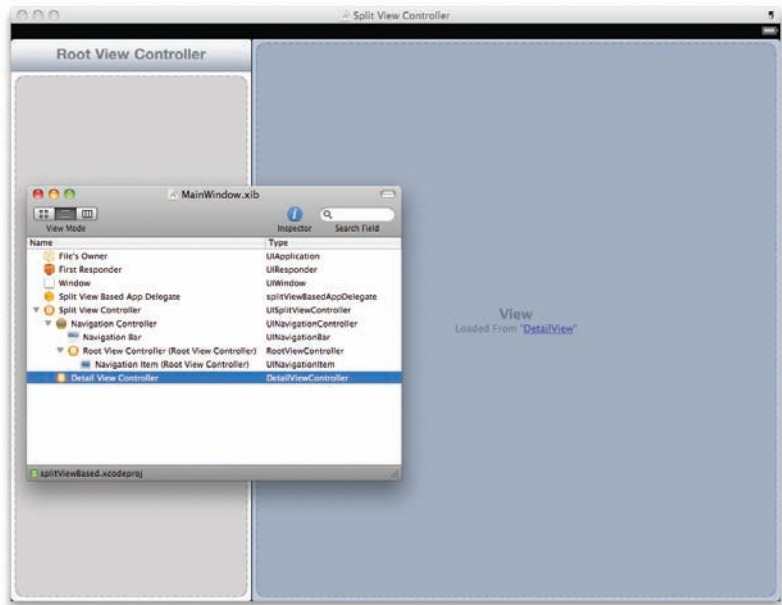 Split View Controller
Root View Controller
MainWindow.xib
View Mode
Inspector
Search Field
Name Type
File's Owner UIApplication
First Responder UIResponder
Window UIWindow
Split View Based App Delegate splitViewBasedAppDelegate
Split View Controller UISplitViewController
Navigation Controller UINavigationController
Navigation Bar UINavigationBar
Root View Controller (Root View Controller) RootViewController
Navigation Item (Root View Controller) UINavigationItem
Detail View Controller DetailViewController
splitViewBased.xcodeproj
View
Loaded From "DetailView"